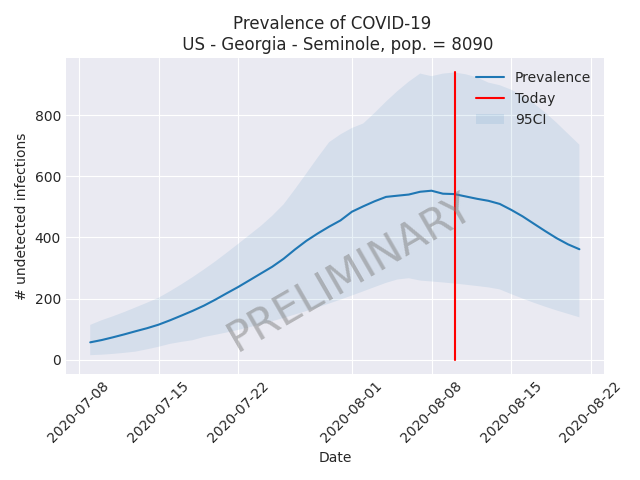 Prevalence of COVID-19
US - Georgia - Seminole, pop. = 8090
Prevalence
Today
95CI
800
600
400
200
0
# undetected infections
PRELIMINARY
2020-07-08
2020-07-15
2020-07-22
2020-08-01
2020-08-08
2020-08-15
2020-08-22
Date